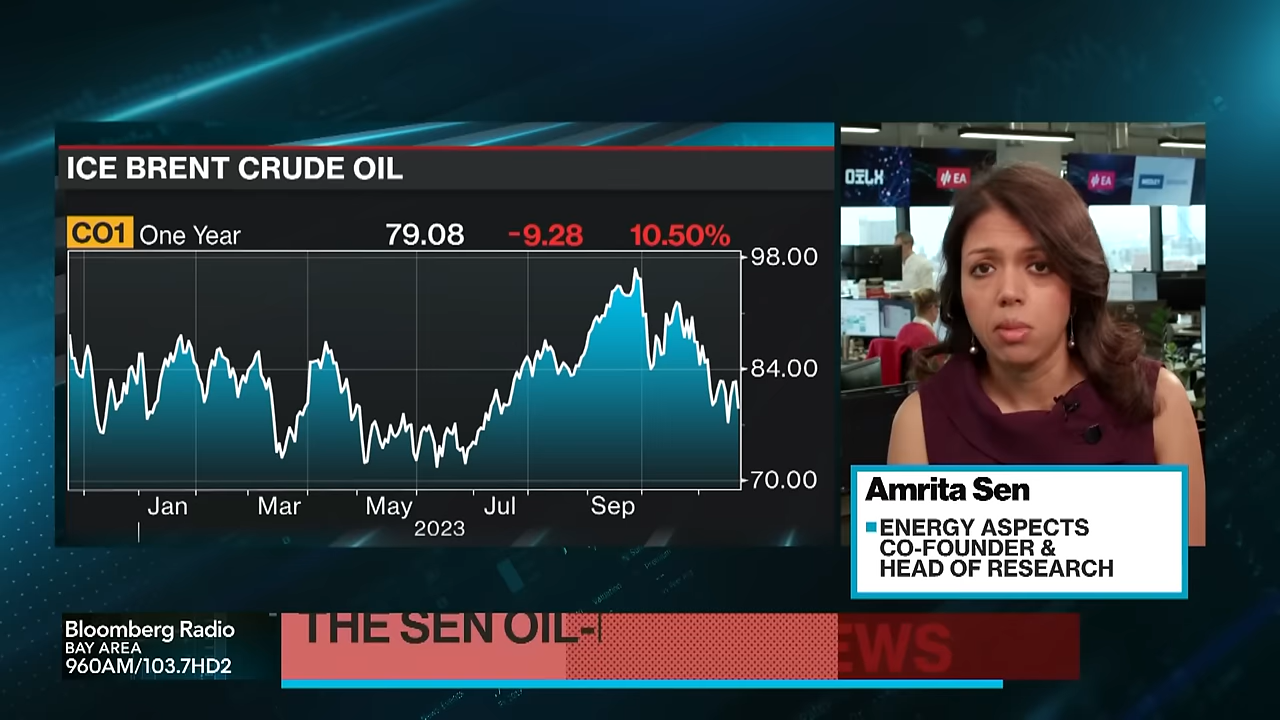 ICE BRENT CRUDE OIL
CO1 One Year 79.08 -9.28 10.50%
98.00
84.00
70.00
Jan Mar May Jul Sep
2023
OILX EA EA
Amrita Sen
ENERGY ASPECTS
CO-FOUNDER &
HEAD OF RESEARCH
Bloomberg Radio
BAY AREA
960AM/103.7HD2
THE SEN OIL-
EWS